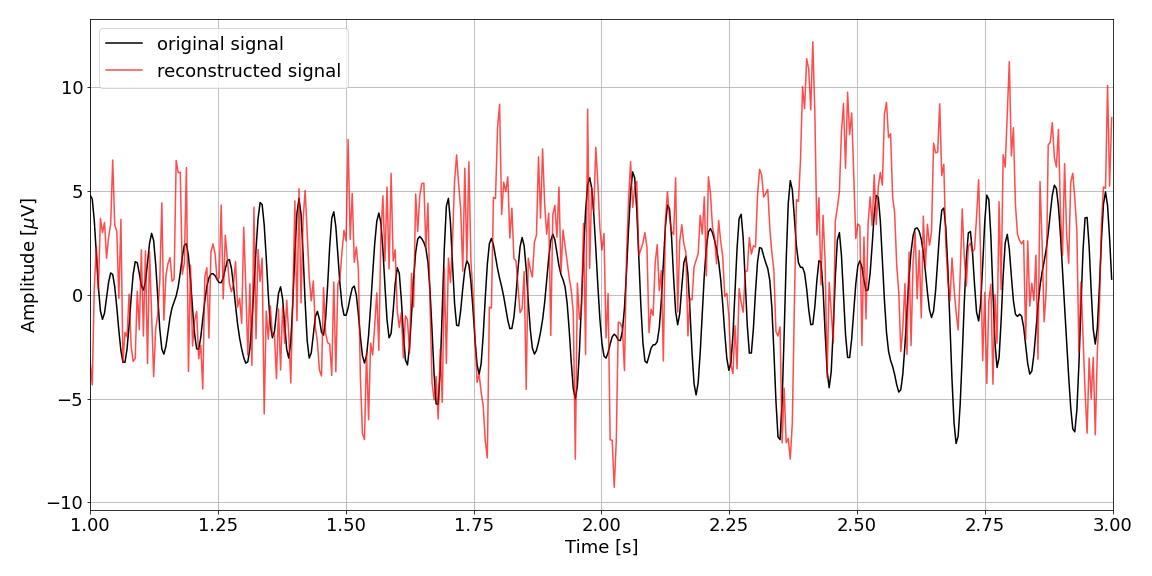 original signal
reconstructed signal
Amplitude [μV]
10
5
0
−5
−10
1.00 1.25 1.50 1.75 2.00 2.25 2.50 2.75 3.00
Time [s]